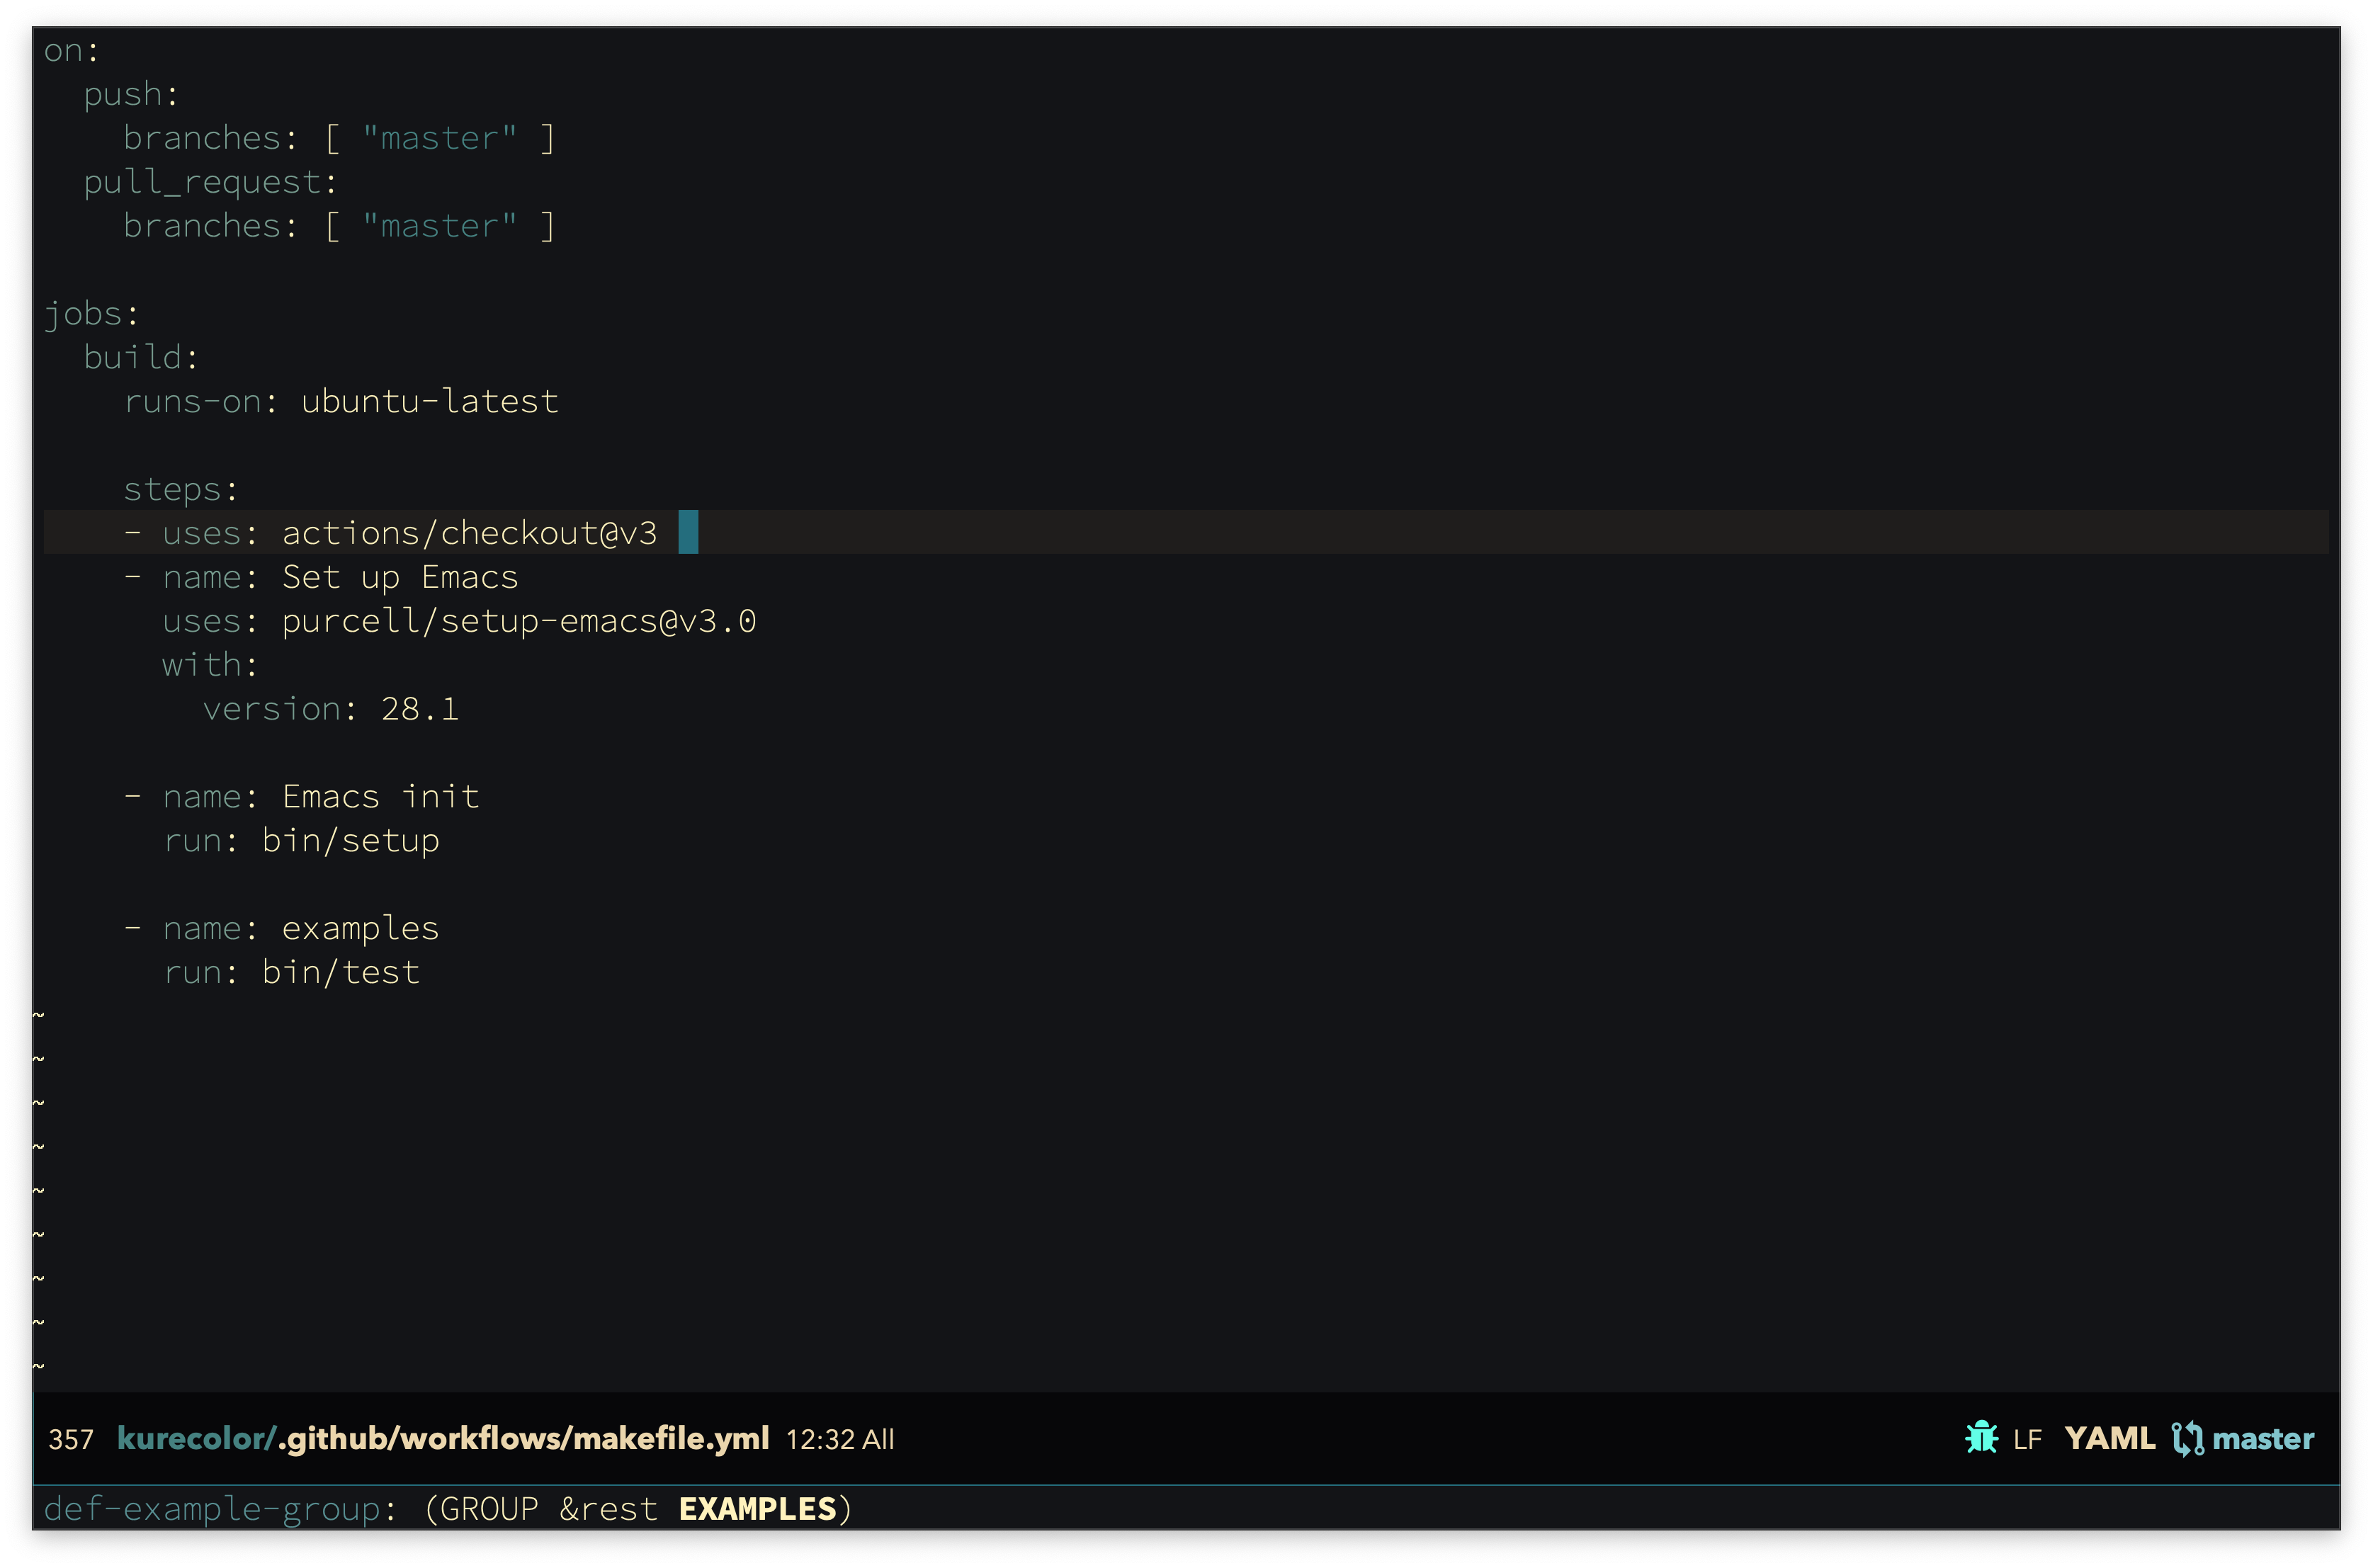 on:
  push:
    branches: [ "master" ]
  pull_request:
    branches: [ "master" ]

jobs:
  build:
    runs-on: ubuntu-latest

    steps:
    - uses: actions/checkout@v3
    - name: Set up Emacs
      uses: purcell/setup-emacs@v3.0
      with:
        version: 28.1

    - name: Emacs init
      run: bin/setup

    - name: examples
      run: bin/test
~
~
~
~
~
~
~
~
~
357 kurecolor/.github/workflows/makefile.yml 12:32 All LF YAML master
def-example-group: (GROUP &rest EXAMPLES)